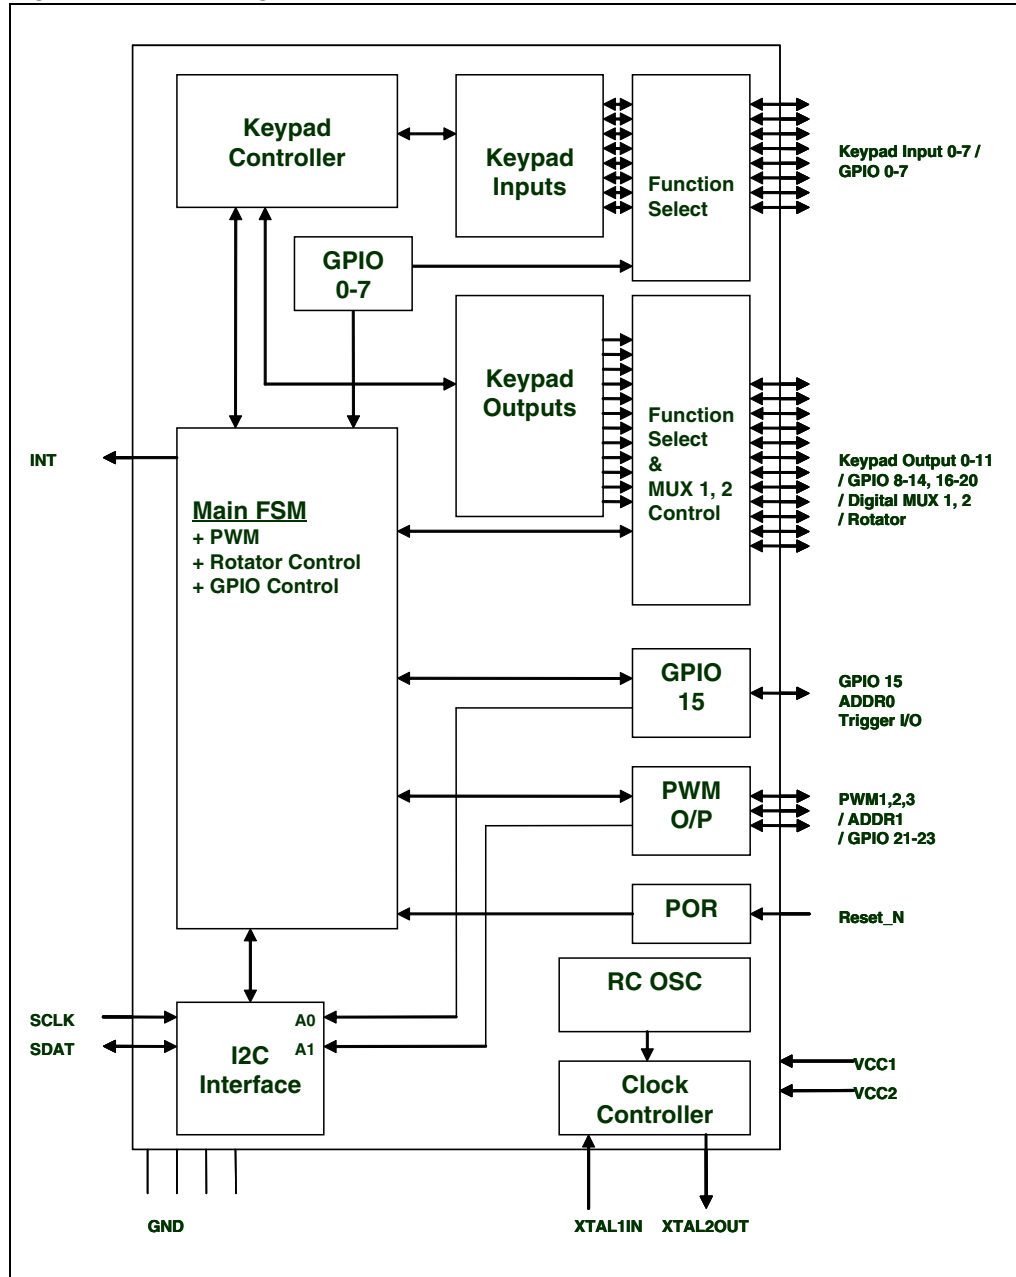 Keypad
Controller
Keypad
Inputs
Function
Select
Keypad Input 0-7 /
GPIO 0-7
GPIO
0-7
Keypad
Outputs
Function
Select
&
MUX 1, 2
Control
Keypad Output 0-11
/ GPIO 8-14, 16-20
/ Digital MUX 1, 2
/ Rotator
INT
Main FSM
+ PWM
+ Rotator Control
+ GPIO Control
GPIO
15
GPIO 15
ADDR0
Trigger I/O
PWM
O/P
PWM1,2,3
/ ADDR1
/ GPIO 21-23
POR
Reset_N
RC OSC
SCLK
SDAT
A0
A1
I2C
Interface
Clock
Controller
VCC1
VCC2
GND
XTAL1IN
XTAL2OUT